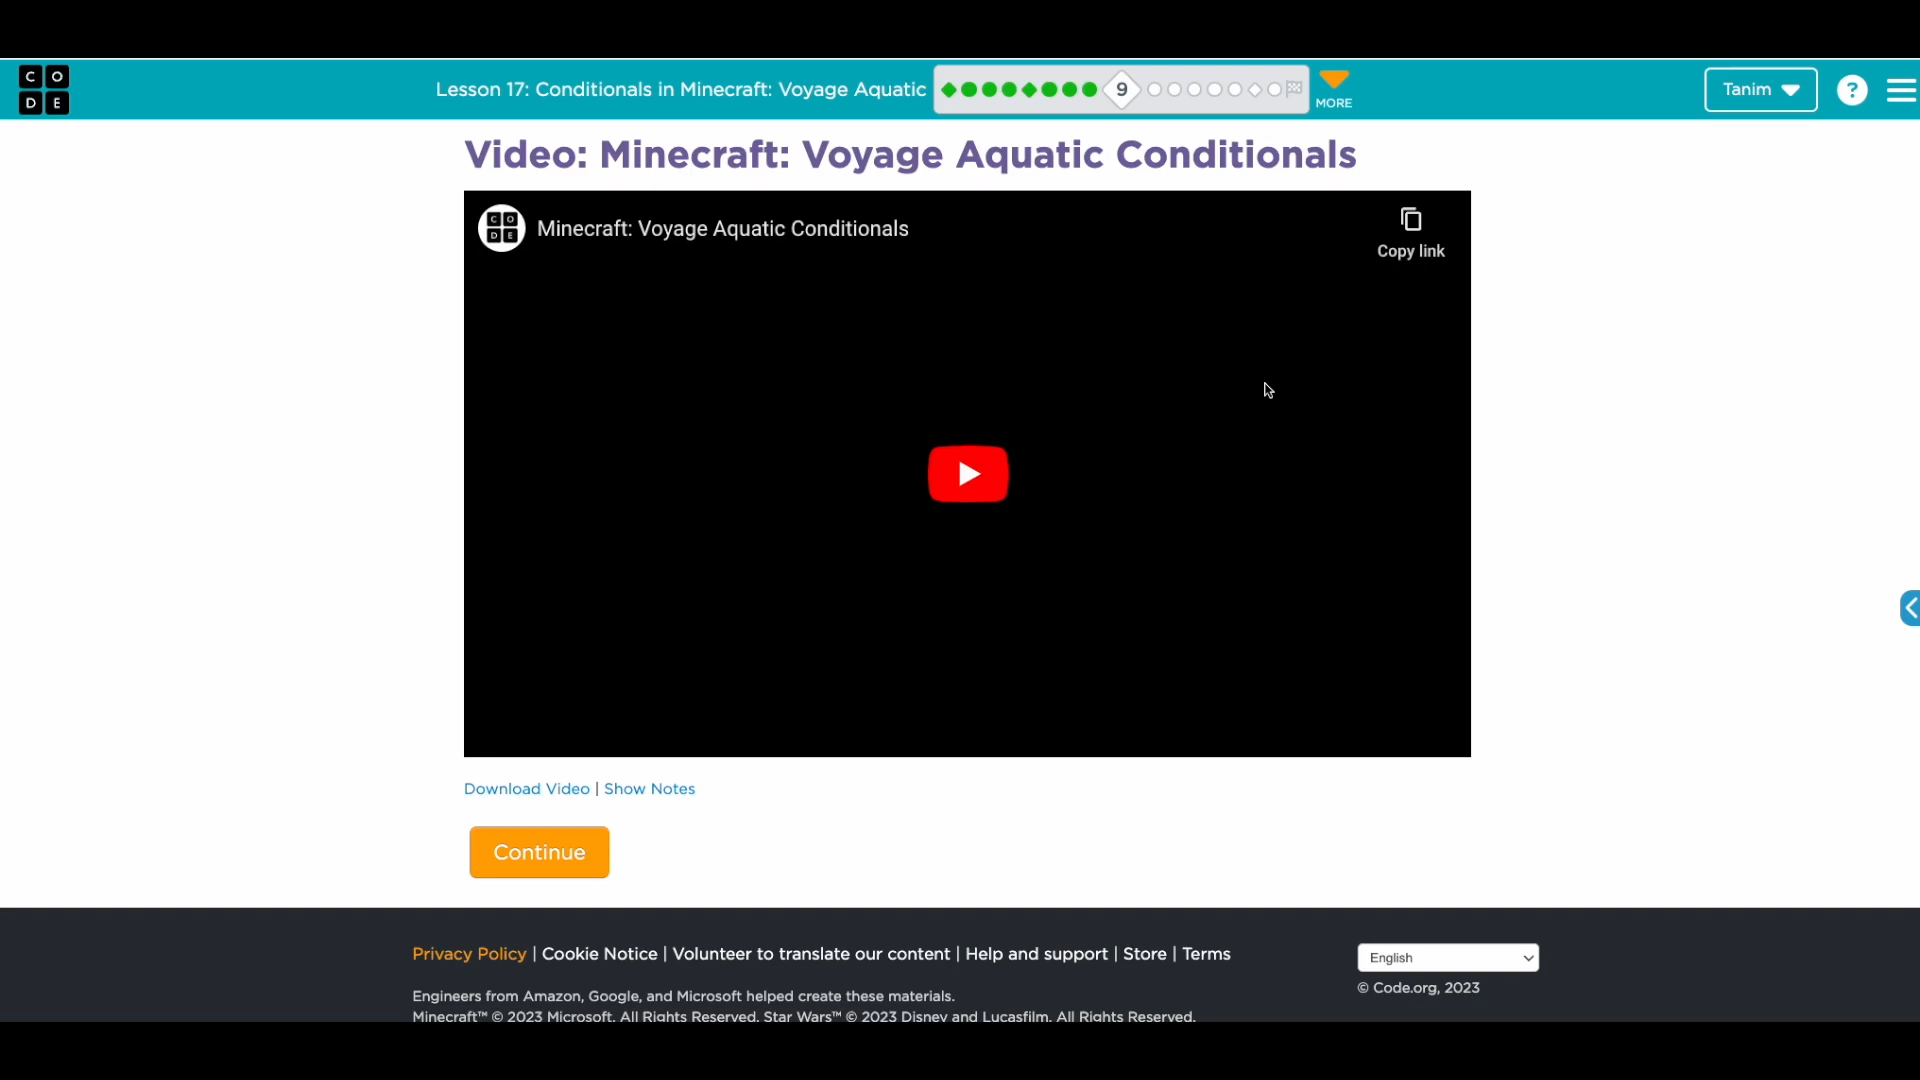 C O
D E
Lesson 17: Conditionals in Minecraft: Voyage Aquatic
9
MORE
Tanim
?
Video: Minecraft: Voyage Aquatic Conditionals
C O
D E
Minecraft: Voyage Aquatic Conditionals
Copy link
Download Video | Show Notes
Continue
Privacy Policy | Cookie Notice | Volunteer to translate our content | Help and support | Store | Terms
English
© Code.org, 2023
Engineers from Amazon, Google, and Microsoft helped create these materials.
Minecraft™ © 2023 Microsoft. All Rights Reserved. Star Wars™ © 2023 Disney and Lucasfilm. All Rights Reserved.